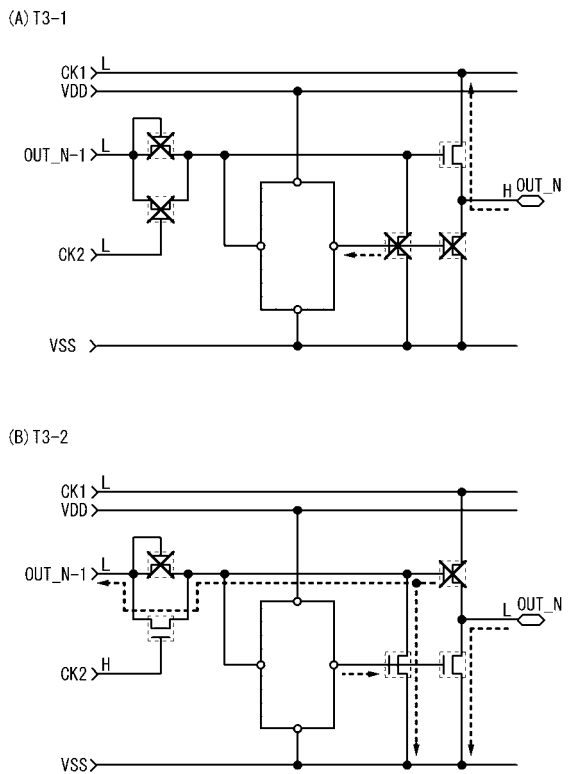 (A)T3-1
CK1 L
VDD
OUT_N-1 L
H OUT_N
CK2 L
VSS
(B)T3-2
CK1 L
VDD
OUT_N-1 L
L OUT_N
CK2 H
VSS